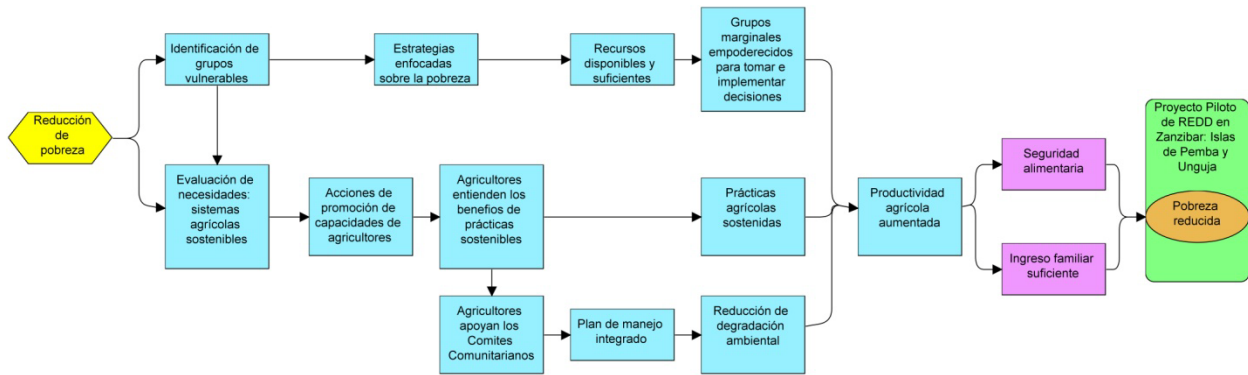 Reducción
de
pobreza
Identificación de
grupos
vulnerables
Estrategias
enfocadas
sobre la pobreza
Recursos
disponibles y
suficientes
Grupos
marginales
empoderecidos
para tomar e
implementar
decisiones
Evaluación de
necesidades:
sistemas
agrícolas
sostenibles
Acciones de
promoción de
capacidades de
agricultores
Agricultores
entienden los
benefios de
prácticas
sostenibles
Prácticas
agrícolas
sostenidas
Agricultores
apoyan los
Comites
Comunitarianos
Plan de manejo
integrado
Reducción de
degradación
ambiental
Productividad
agrícola
aumentada
Seguridad
alimentaria
Ingreso familiar
suficiente
Proyecto Piloto
de REDD en
Zanzibar: Islas
de Pemba y
Unguja
Pobreza
reducida